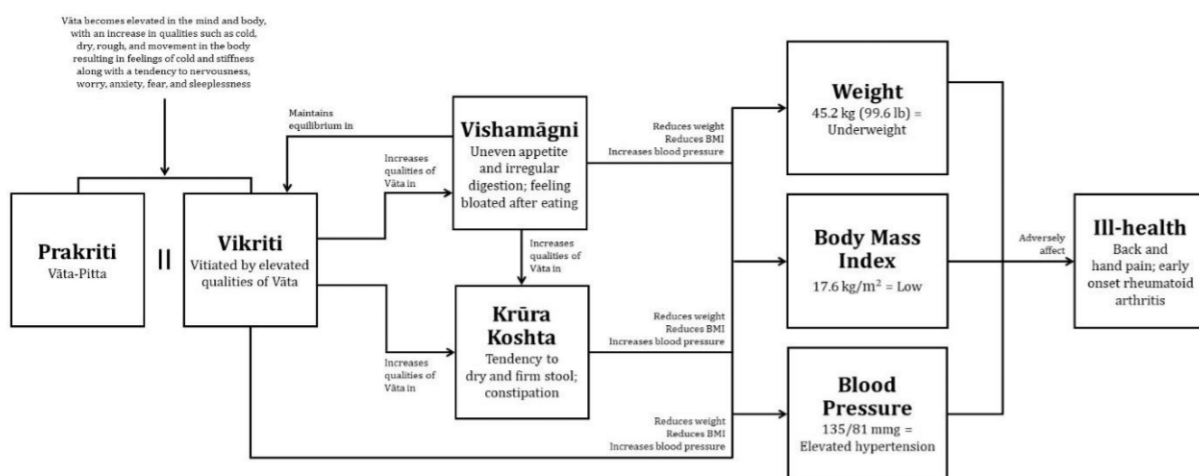 Vāta becomes elevated in the mind and body,
with an increase in qualities such as cold,
dry, rough, and movement in the body
resulting in feelings of cold and stiffness
along with a tendency to nervousness,
worry, anxiety, fear, and sleeplessness
Prakriti
Vāta-Pitta
Vikriti
Vitiated by elevated
qualities of Vāta
Maintains
equilibrium in
Increases
qualities of
Vāta in
Increases
qualities of
Vāta in
Vishamāgni
Uneven appetite
and irregular
digestion; feeling
bloated after eating
Increases
qualities of
Vāta in
Krūra
Koshta
Tendency to
dry and firm stool;
constipation
Reduces weight
Reduces BMI
Increases blood pressure
Reduces weight
Reduces BMI
Increases blood pressure
Reduces weight
Reduces BMI
Increases blood pressure
Weight
45.2 kg (99.6 lb) =
Underweight
Body Mass
Index
17.6 kg/m² = Low
Blood
Pressure
135/81 mmg =
Elevated hypertension
Adversely
affect
Ill-health
Back and
hand pain; early
onset rheumatoid
arthritis